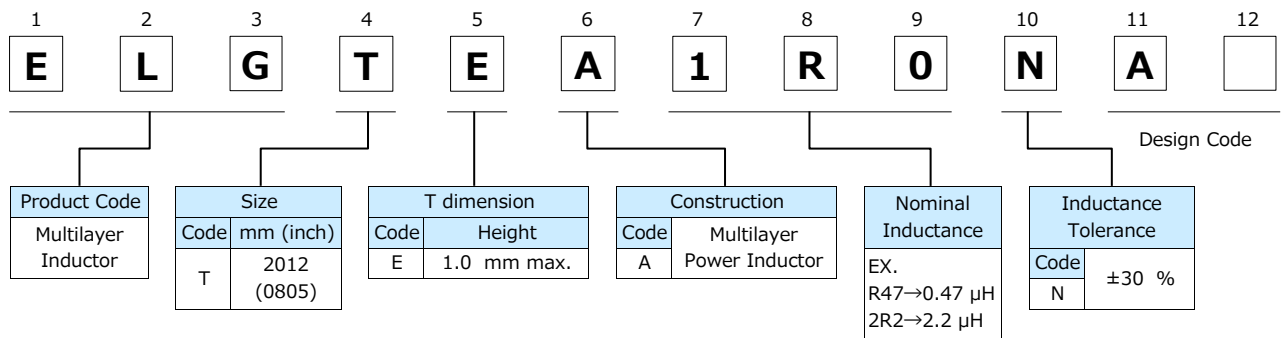 1 2 3 4 5 6 7 8 9 10 11 12
E L G T E A 1 R 0 N A
Design Code
Product Code
Multilayer
Inductor
Size
Code mm (inch)
T 2012
(0805)
T dimension
Code Height
E 1.0 mm max.
Construction
Code Multilayer
A Power Inductor
Nominal
Inductance
EX.
R47→0.47 μH
2R2→2.2 μH
Inductance
Tolerance
Code
N ±30 %